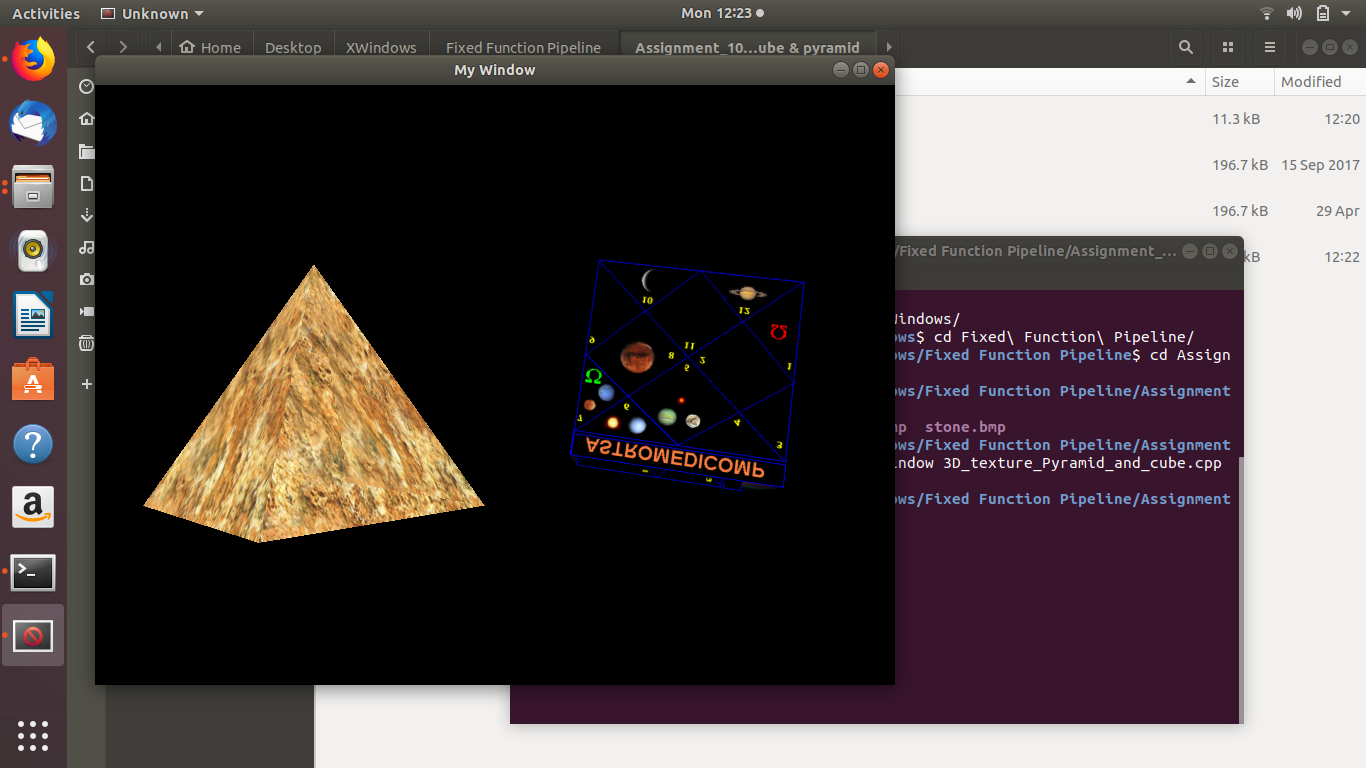 Activities
Unknown
Mon 12:23
Home
Desktop
XWindows
Fixed Function Pipeline
Assignment_10...ube & pyramid
My Window
Size
Modified
11.3 kB
12:20
196.7 kB
15 Sep 2017
196.7 kB
29 Apr
kB
12:22
/Fixed Function Pipeline/Assignment_...
Windows/
ows$ cd Fixed\ Function\ Pipeline/
ows/Fixed Function Pipeline$ cd Assign
ows/Fixed Function Pipeline/Assignment
mp stone.bmp
ows/Fixed Function Pipeline/Assignment
indow 3D_texture_Pyramid_and_cube.cpp
ows/Fixed Function Pipeline/Assignment
10
12
Ω
9
11
8
2
5
1
Ω
6
7
4
3
ASTROMEDICOMP